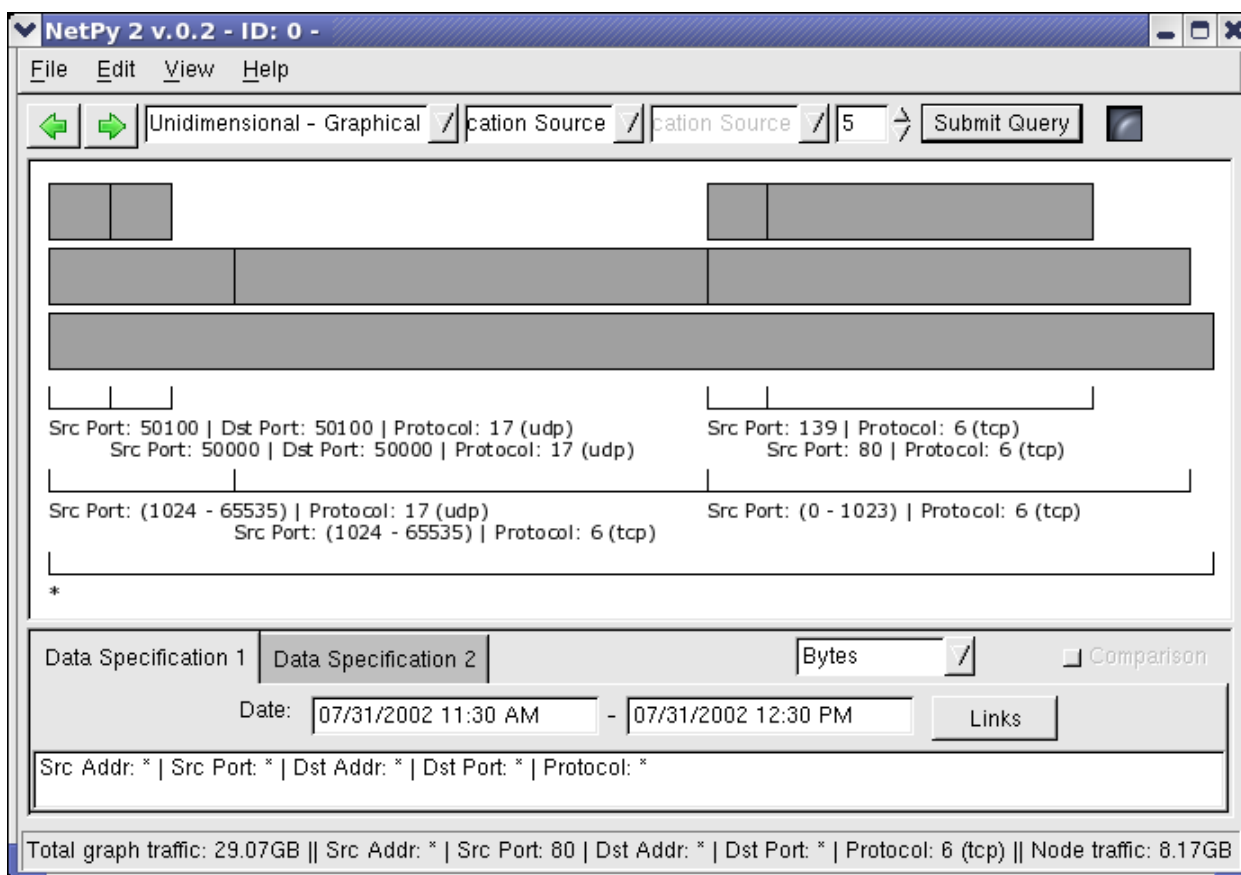 NetPy 2 v.0.2 - ID: 0 -
File Edit View Help
Unidimensional - Graphical cation Source cation Source 5 Submit Query
Src Port: 50100 | Dst Port: 50100 | Protocol: 17 (udp) Src Port: 139 | Protocol: 6 (tcp)
Src Port: 50000 | Dst Port: 50000 | Protocol: 17 (udp) Src Port: 80 | Protocol: 6 (tcp)
Src Port: (1024 - 65535) | Protocol: 17 (udp) Src Port: (0 - 1023) | Protocol: 6 (tcp)
Src Port: (1024 - 65535) | Protocol: 6 (tcp)
*
Data Specification 1 Data Specification 2 Bytes Comparison
Date: 07/31/2002 11:30 AM - 07/31/2002 12:30 PM Links
Src Addr: * | Src Port: * | Dst Addr: * | Dst Port: * | Protocol: *
Total graph traffic: 29.07GB || Src Addr: * | Src Port: 80 | Dst Addr: * | Dst Port: * | Protocol: 6 (tcp) || Node traffic: 8.17GB